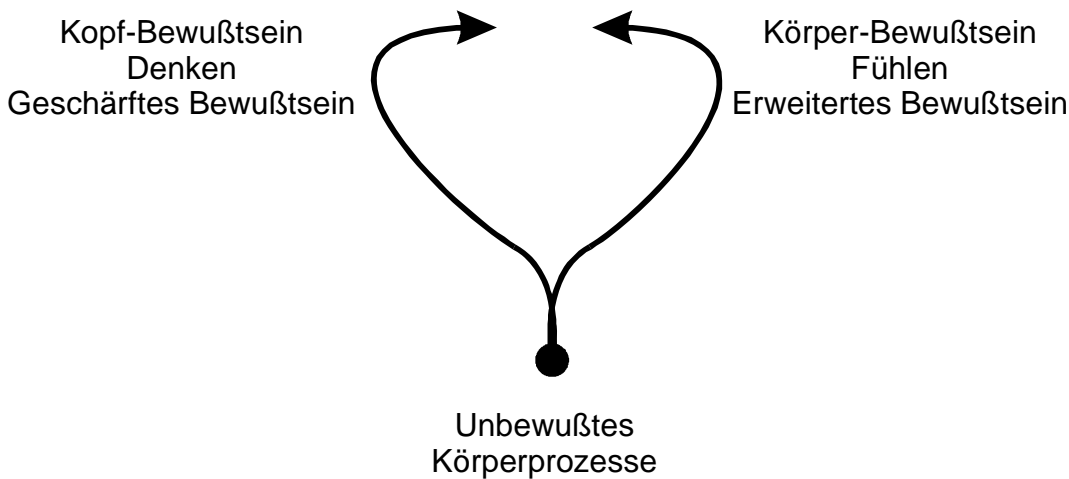 Kopf-Bewußtsein
Denken
Geschärftes Bewußtsein
Körper-Bewußtsein
Fühlen
Erweitertes Bewußtsein
Unbewußtes
Körperprozesse